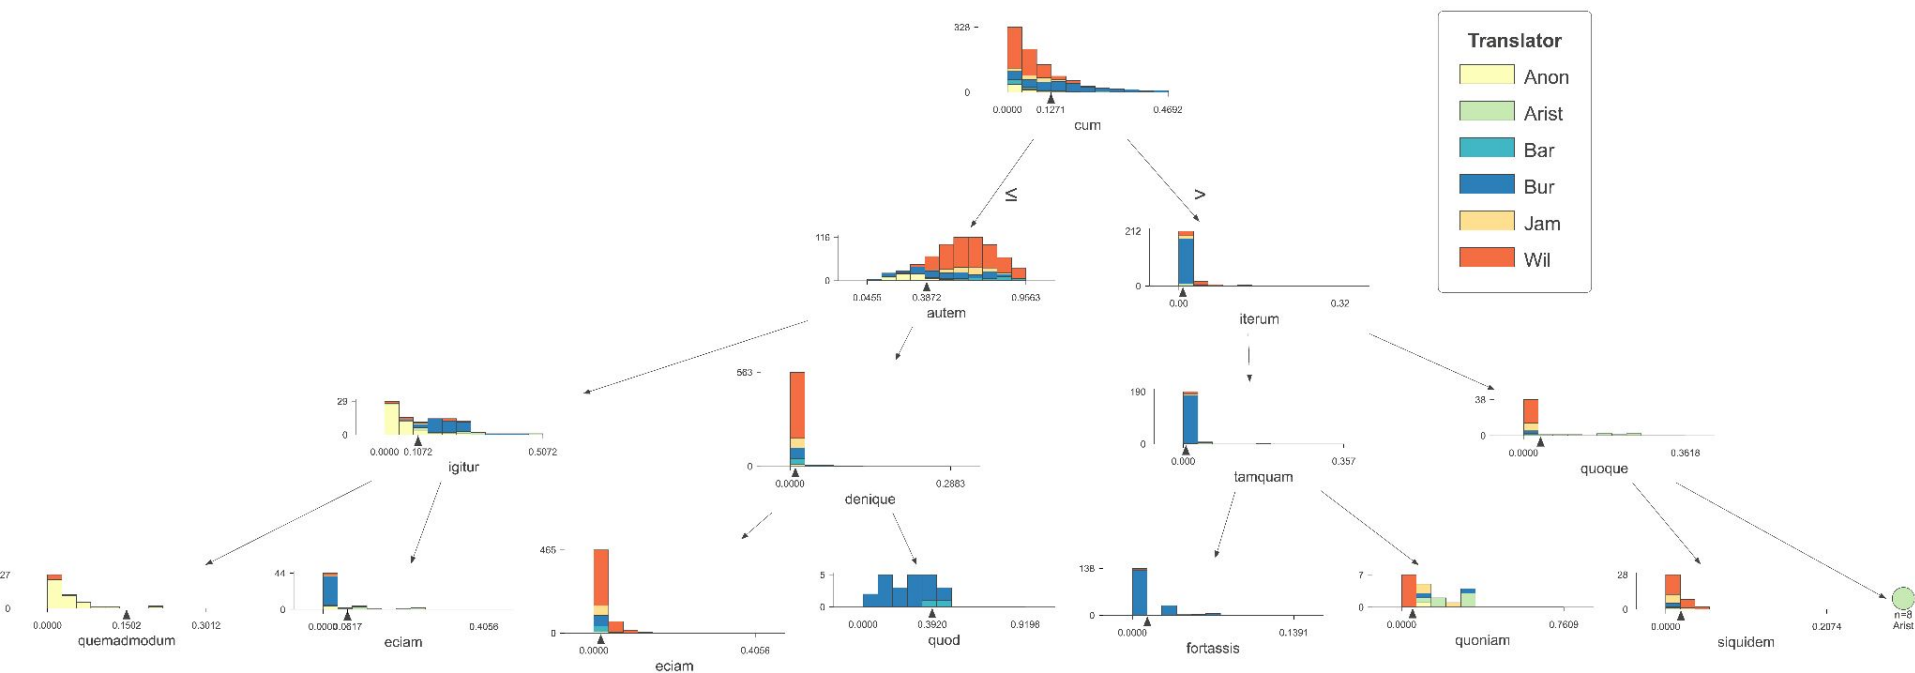 328
0
0.0000 0.1271 0.4692
cum
Translator
Anon
Arist
Bar
Bur
Jam
Wil
≤
>
116
0
0.0455 0.3872 0.9563
autem
212
0
0.00 0.32
iterum
29
0
0.0000 0.1072 0.5072
igitur
583
0
0.0000 0.2883
denique
190
0
0.000 0.357
tamquam
38
0
0.0000 0.3618
quoque
27
0
0.0000 0.1502 0.3012
quemadmodum
44
0
0.0000 0.0617 0.4056
eciam
465
0
0.0000 0.4056
eciam
5
0
0.0000 0.3920 0.9196
quod
138
0
0.0000 0.1391
fortassis
7
0
0.0000 0.7609
quoniam
28
0
0.0000 0.2074
siquidem
n=8
Arist